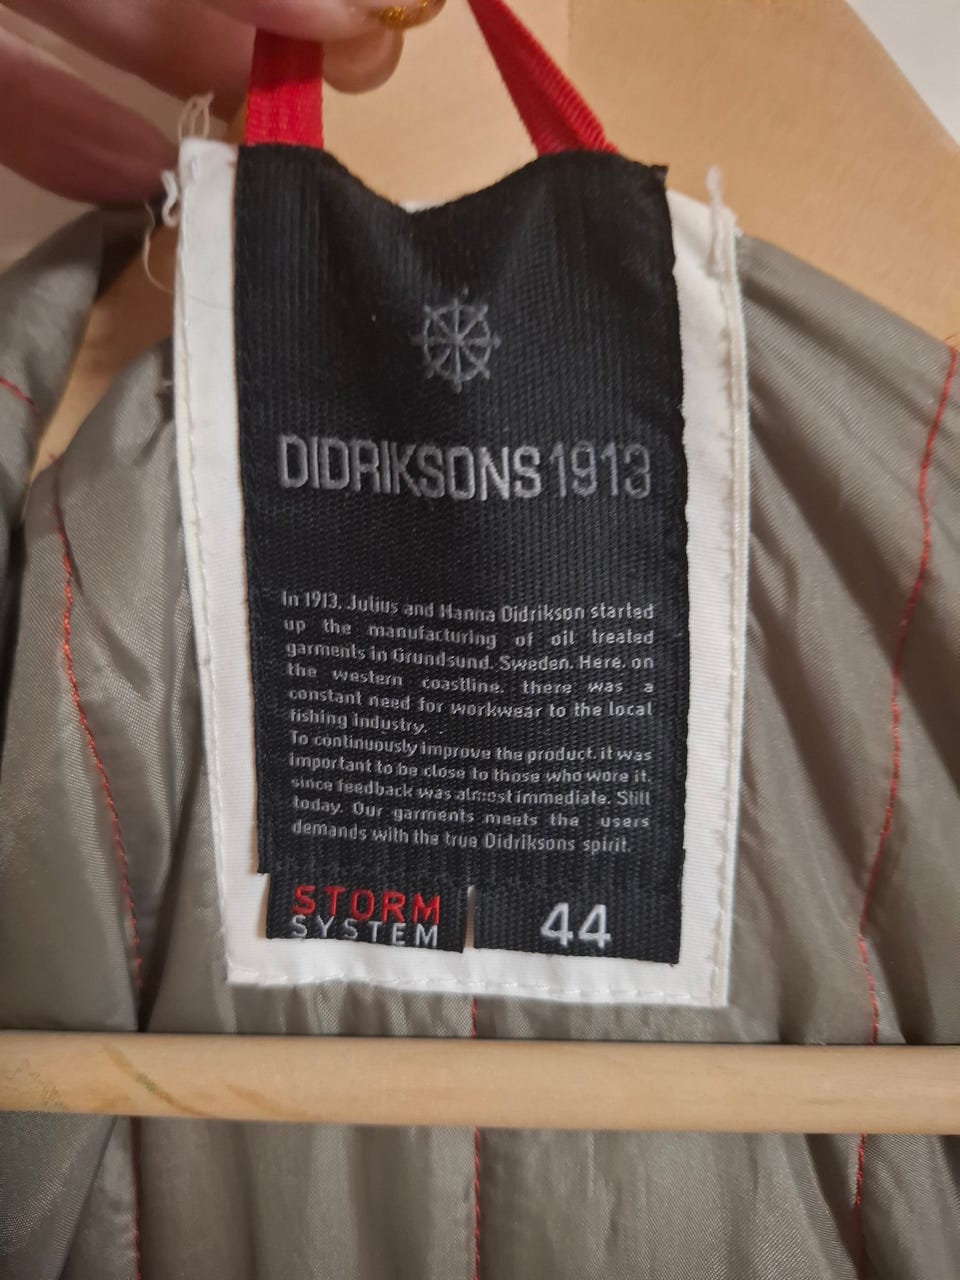 DIDRIKSONS 1913
In 1913, Julius and Hanna Didrikson started
up the manufacturing of oil treated
garments in Grundsund, Sweden. Here, on
the western coastline, there was a
constant need for workwear to the local
fishing industry.
To continuously improve the product, it was
important to be close to those who wore it,
since feedback was almost immediate. Still
today. Our garments meets the users
demands with the true Didriksons spirit.
STORM
SYSTEM
44